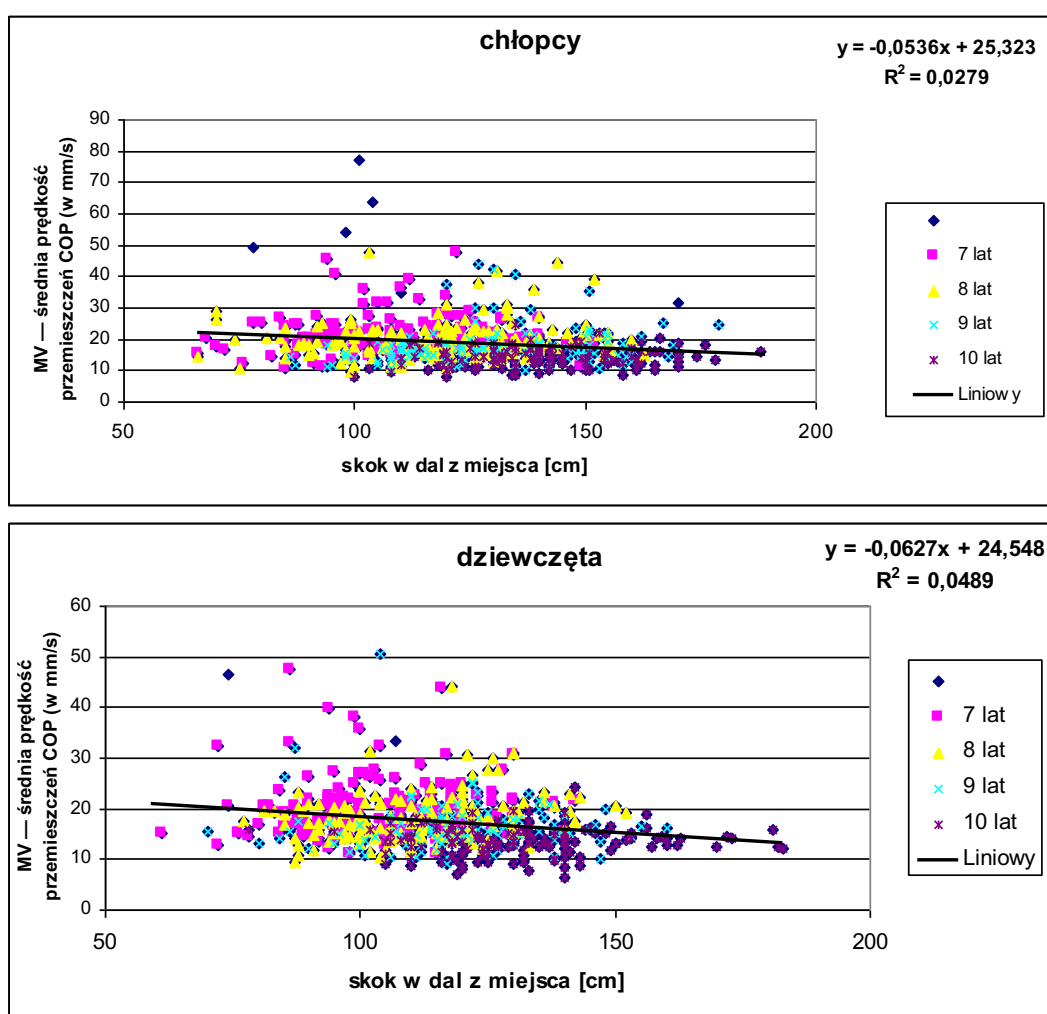 chłopcy
y = -0,0536x + 25,323
R² = 0,0279
90
80
70
60
50
40
30
20
10
0
50
100
150
200
MV — średnia prędkość
przemieszczeń COP (w mm/s)
skok w dal z miejsca [cm]
7 lat
8 lat
9 lat
10 lat
Liniowy
dziewczęta
y = -0,0627x + 24,548
R² = 0,0489
60
50
40
30
20
10
0
50
100
150
200
MV — średnia prędkość
przemieszczeń COP (w mm/s)
skok w dal z miejsca [cm]
7 lat
8 lat
9 lat
10 lat
Liniowy